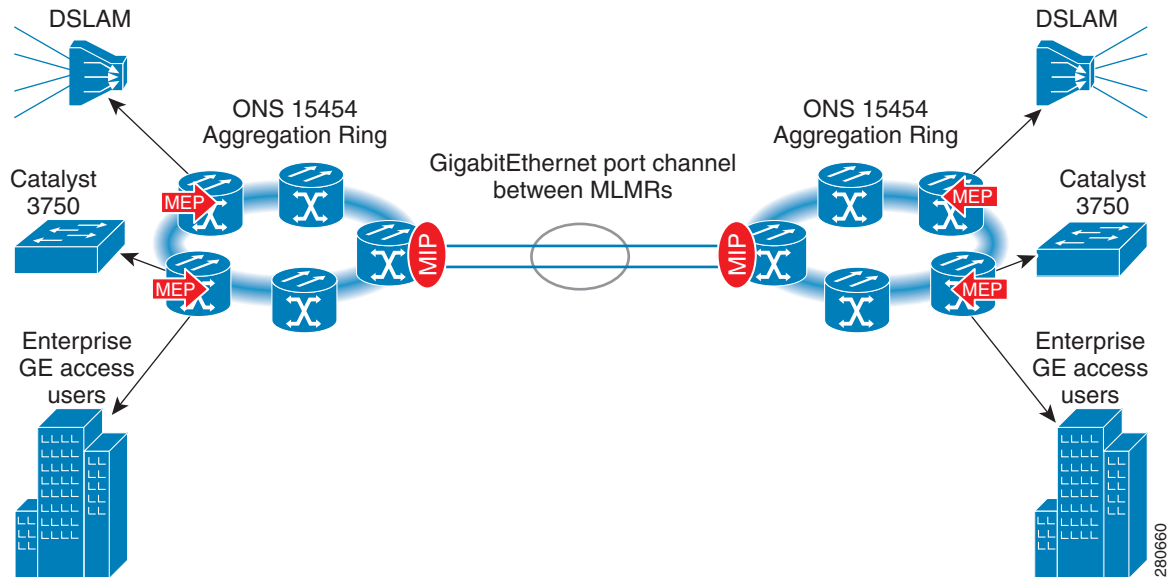 DSLAM
DSLAM
ONS 15454
Aggregation Ring
ONS 15454
Aggregation Ring
GigabitEthernet port channel
between MLMRs
Catalyst
3750
Catalyst
3750
MEP
MEP
MIP
MIP
MEP
MEP
Enterprise
GE access
users
Enterprise
GE access
users
280660